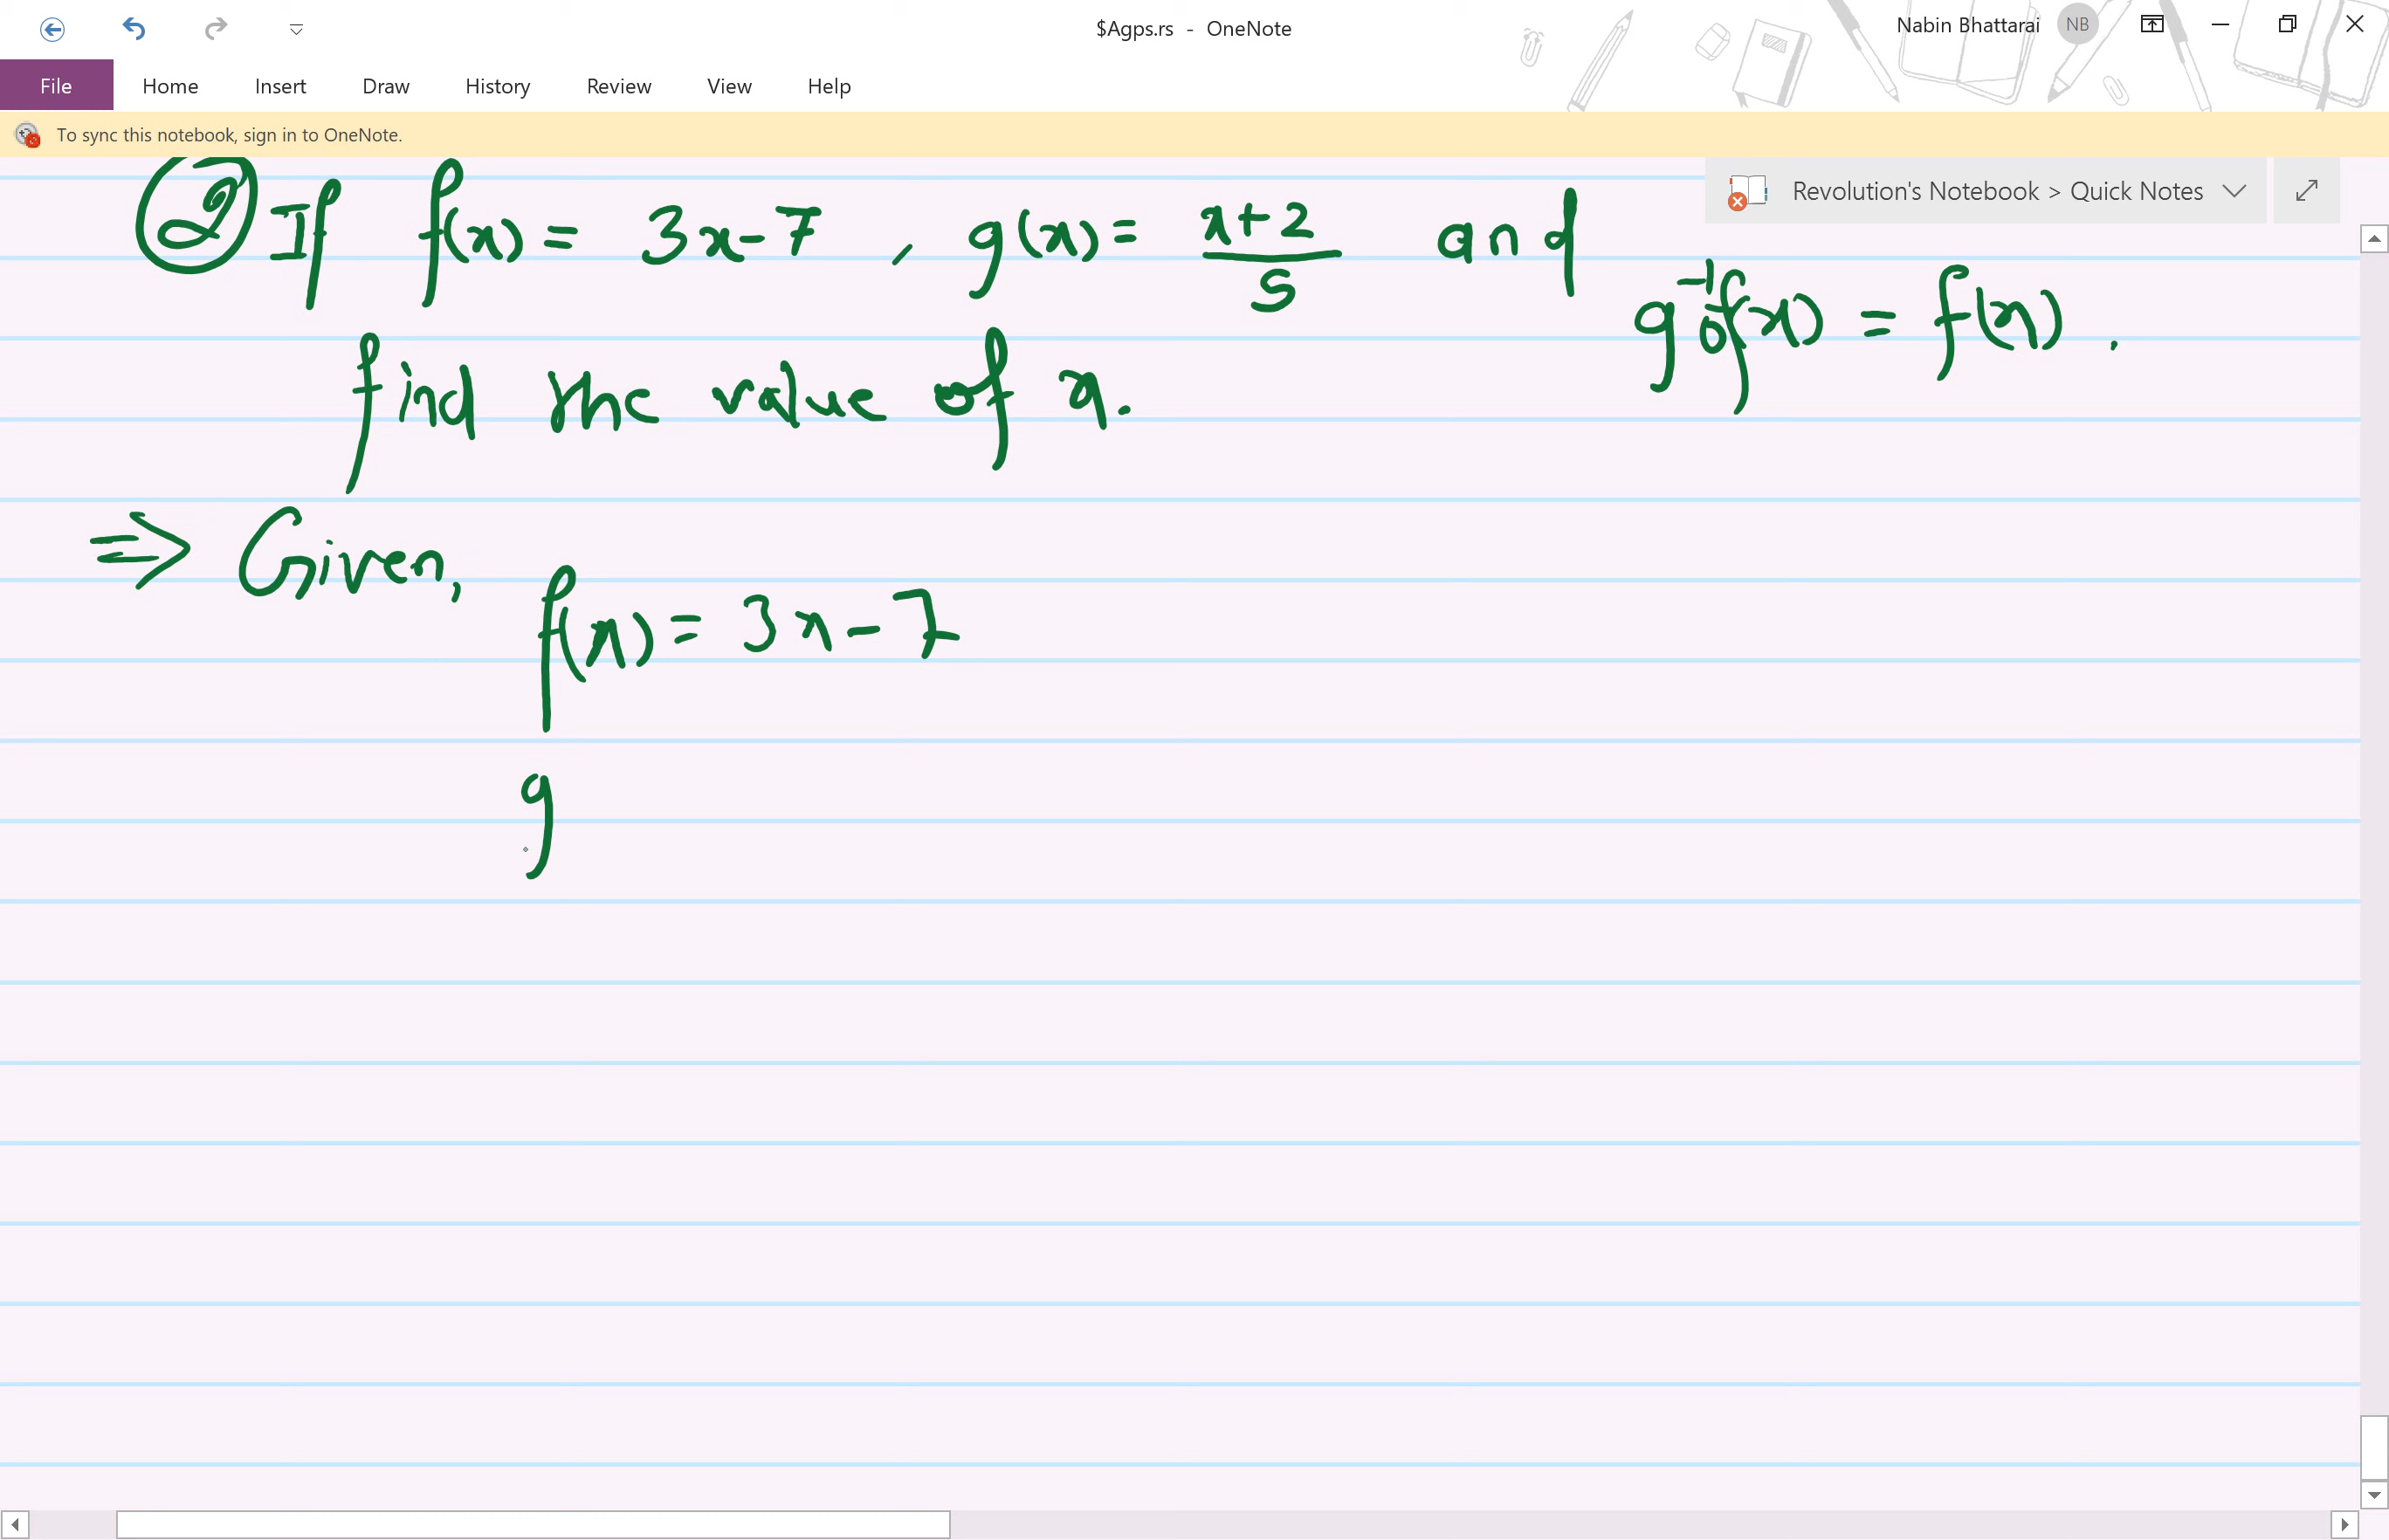 $Agps.rs - OneNote
Nabin Bhattarai NB
File Home Insert Draw History Review View Help
To sync this notebook, sign in to OneNote.
Revolution's Notebook > Quick Notes
② If f(x) = 3x-7 , g(x) = x+2/5 and g⁻¹of(x) = f(x) .
find the value of x.
⇒ Given,
f(x) = 3x-7
g